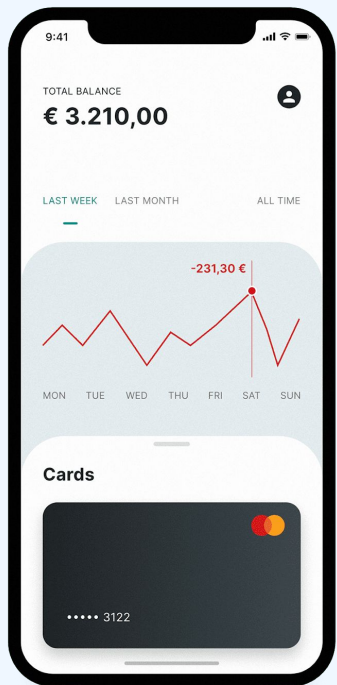 9:41
TOTAL BALANCE
€ 3.210,00
LAST WEEK LAST MONTH ALL TIME
-231,30 €
MON TUE WED THU FRI SAT SUN
Cards
••••• 3122